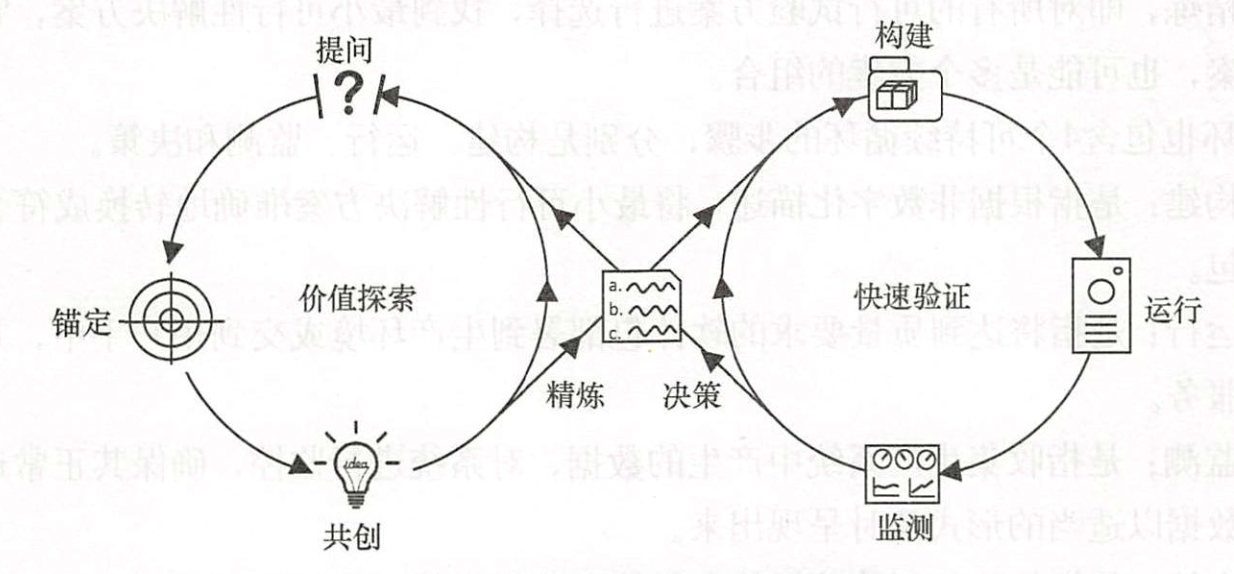 提问
构建
价值探索
快速验证
锚定
运行
a.
b.
c.
精炼
决策
idea
共创
监测